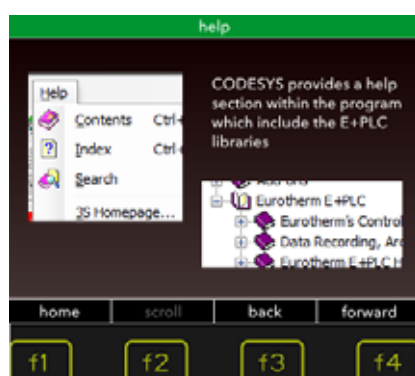 help
Help
Contents Ctrl+
Index Ctrl
Search
3S Homepage...
CODESYS provides a help
section within the program
which include the E+PLC
libraries
Eurotherm E+PLC
Eurotherm's Control
Data Recording, Arc
Eurotherm E+PLC H
home scroll back forward
f1 f2 f3 f4